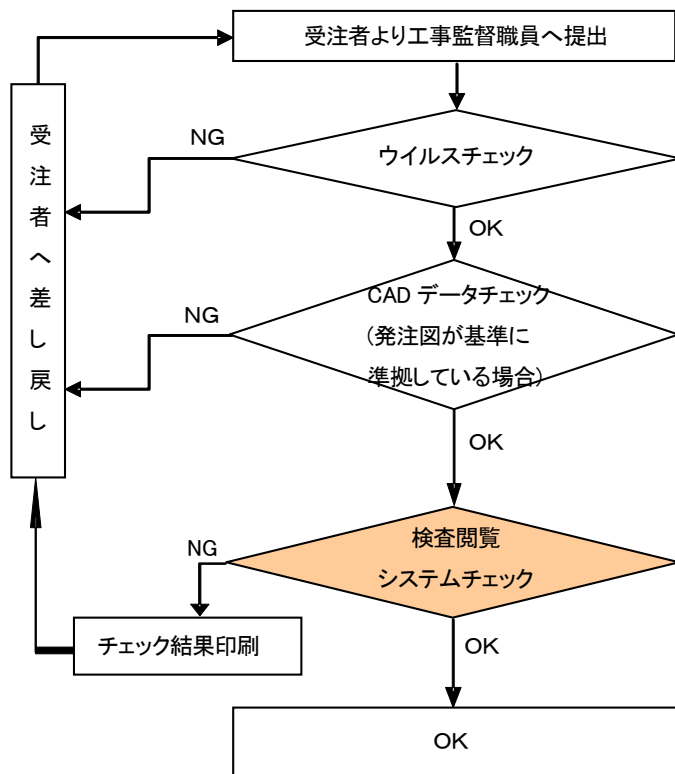 受注者より工事監督職員へ提出
ウイルスチェック
NG
OK
受注者へ差し戻し
CAD データチェック
(発注図が基準に
準拠している場合)
NG
OK
検査閲覧
システムチェック
NG
チェック結果印刷
OK
OK